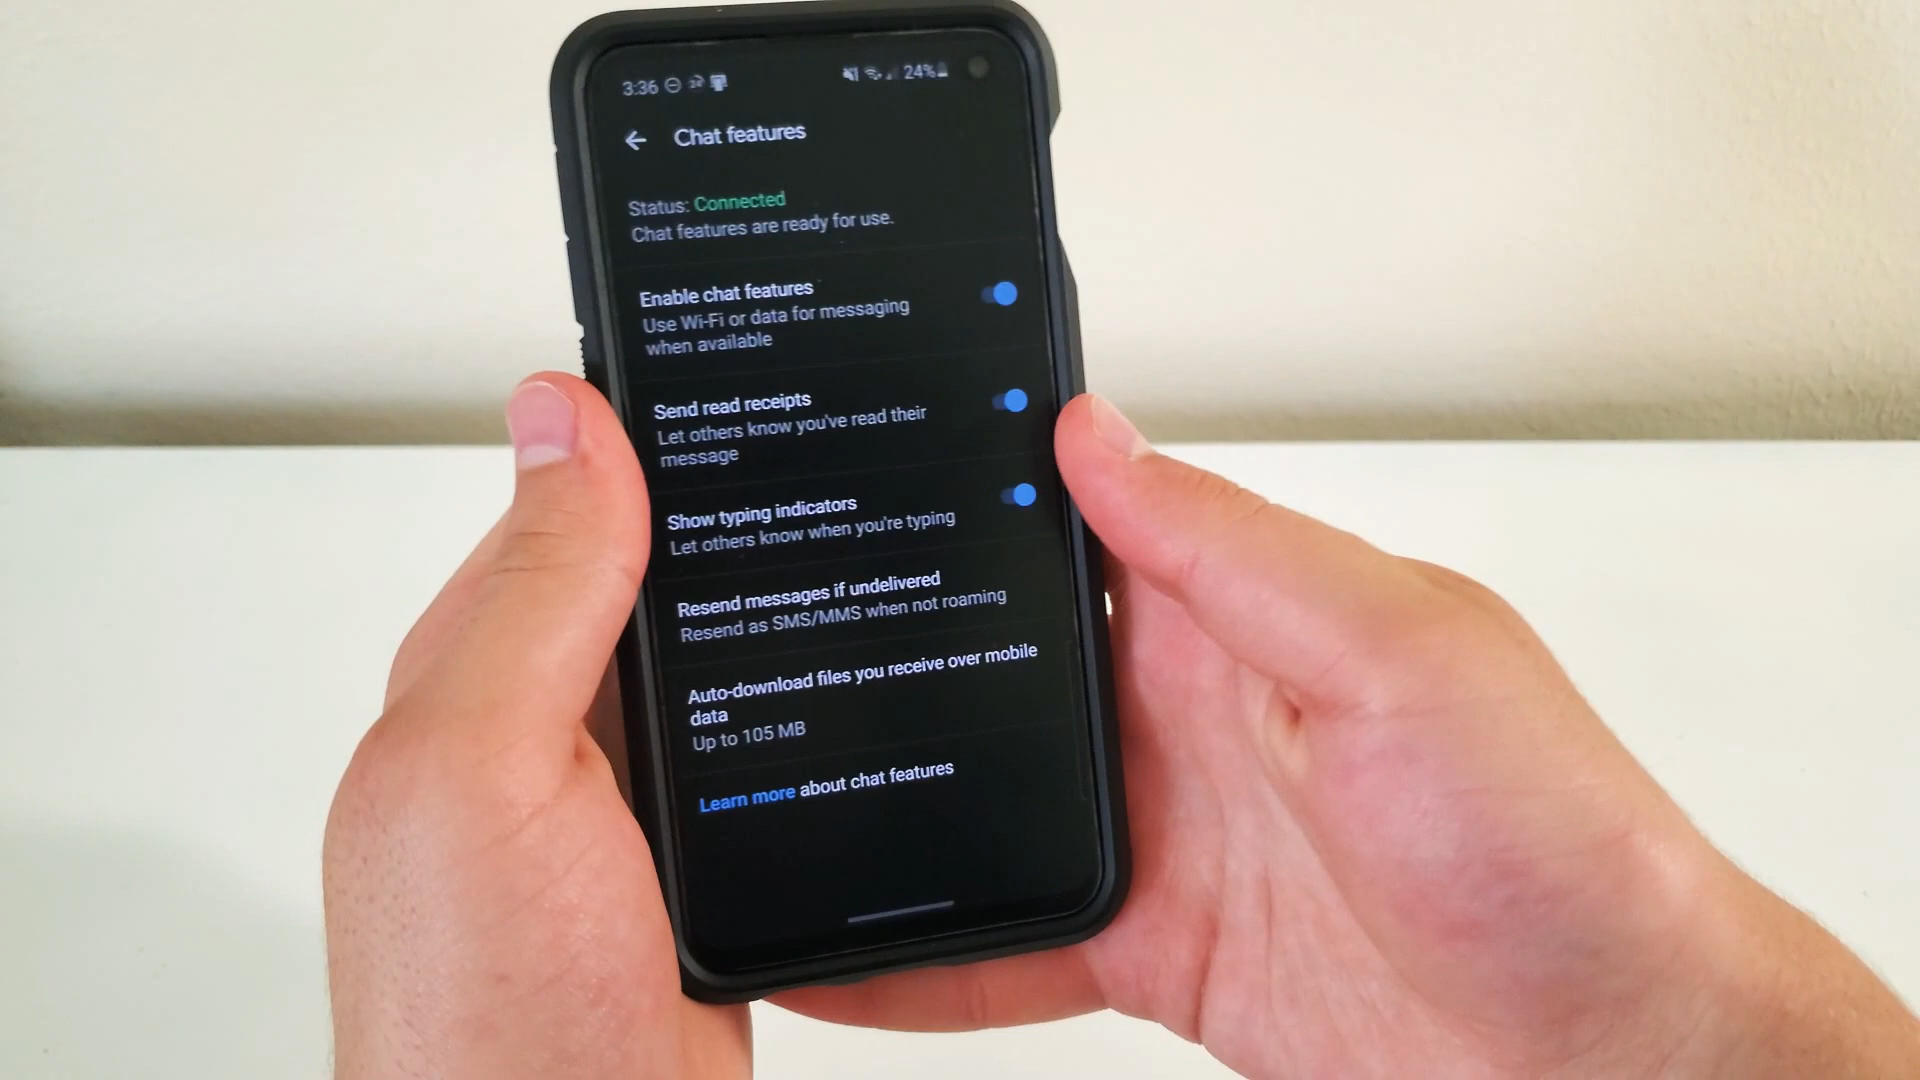 3:36 24%
Chat features
Status: Connected
Chat features are ready for use.
Enable chat features
Use Wi-Fi or data for messaging
when available
Send read receipts
Let others know you've read their
message
Show typing indicators
Let others know when you're typing
Resend messages if undelivered
Resend as SMS/MMS when not roaming
Auto-download files you receive over mobile
data
Up to 105 MB
Learn more about chat features